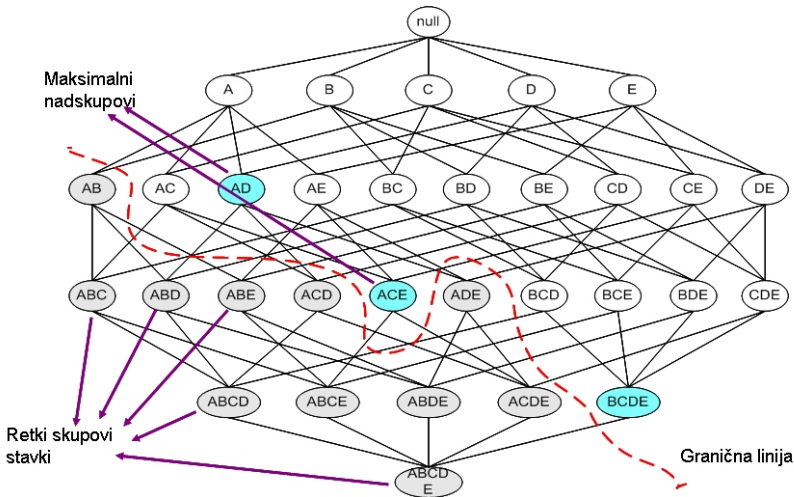 null
Maksimalni
nadskupovi
A B C D E
AB AC AD AE BC BD BE CD CE DE
ABC ABD ABE ACD ACE ADE BCD BCE BDE CDE
ABCD ABCE ABDE ACDE BCDE
Retki skupovi
stavki
Granična linija
ABCD
E